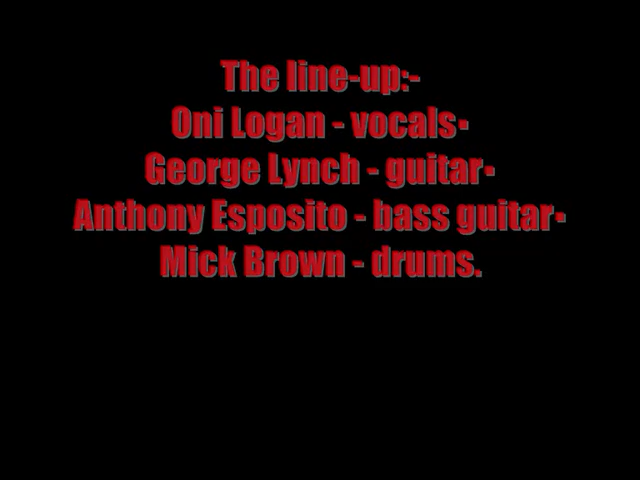 The line-up:-
Oni Logan - vocals▪
George Lynch - guitar▪
Anthony Esposito - bass guitar▪
Mick Brown - drums.